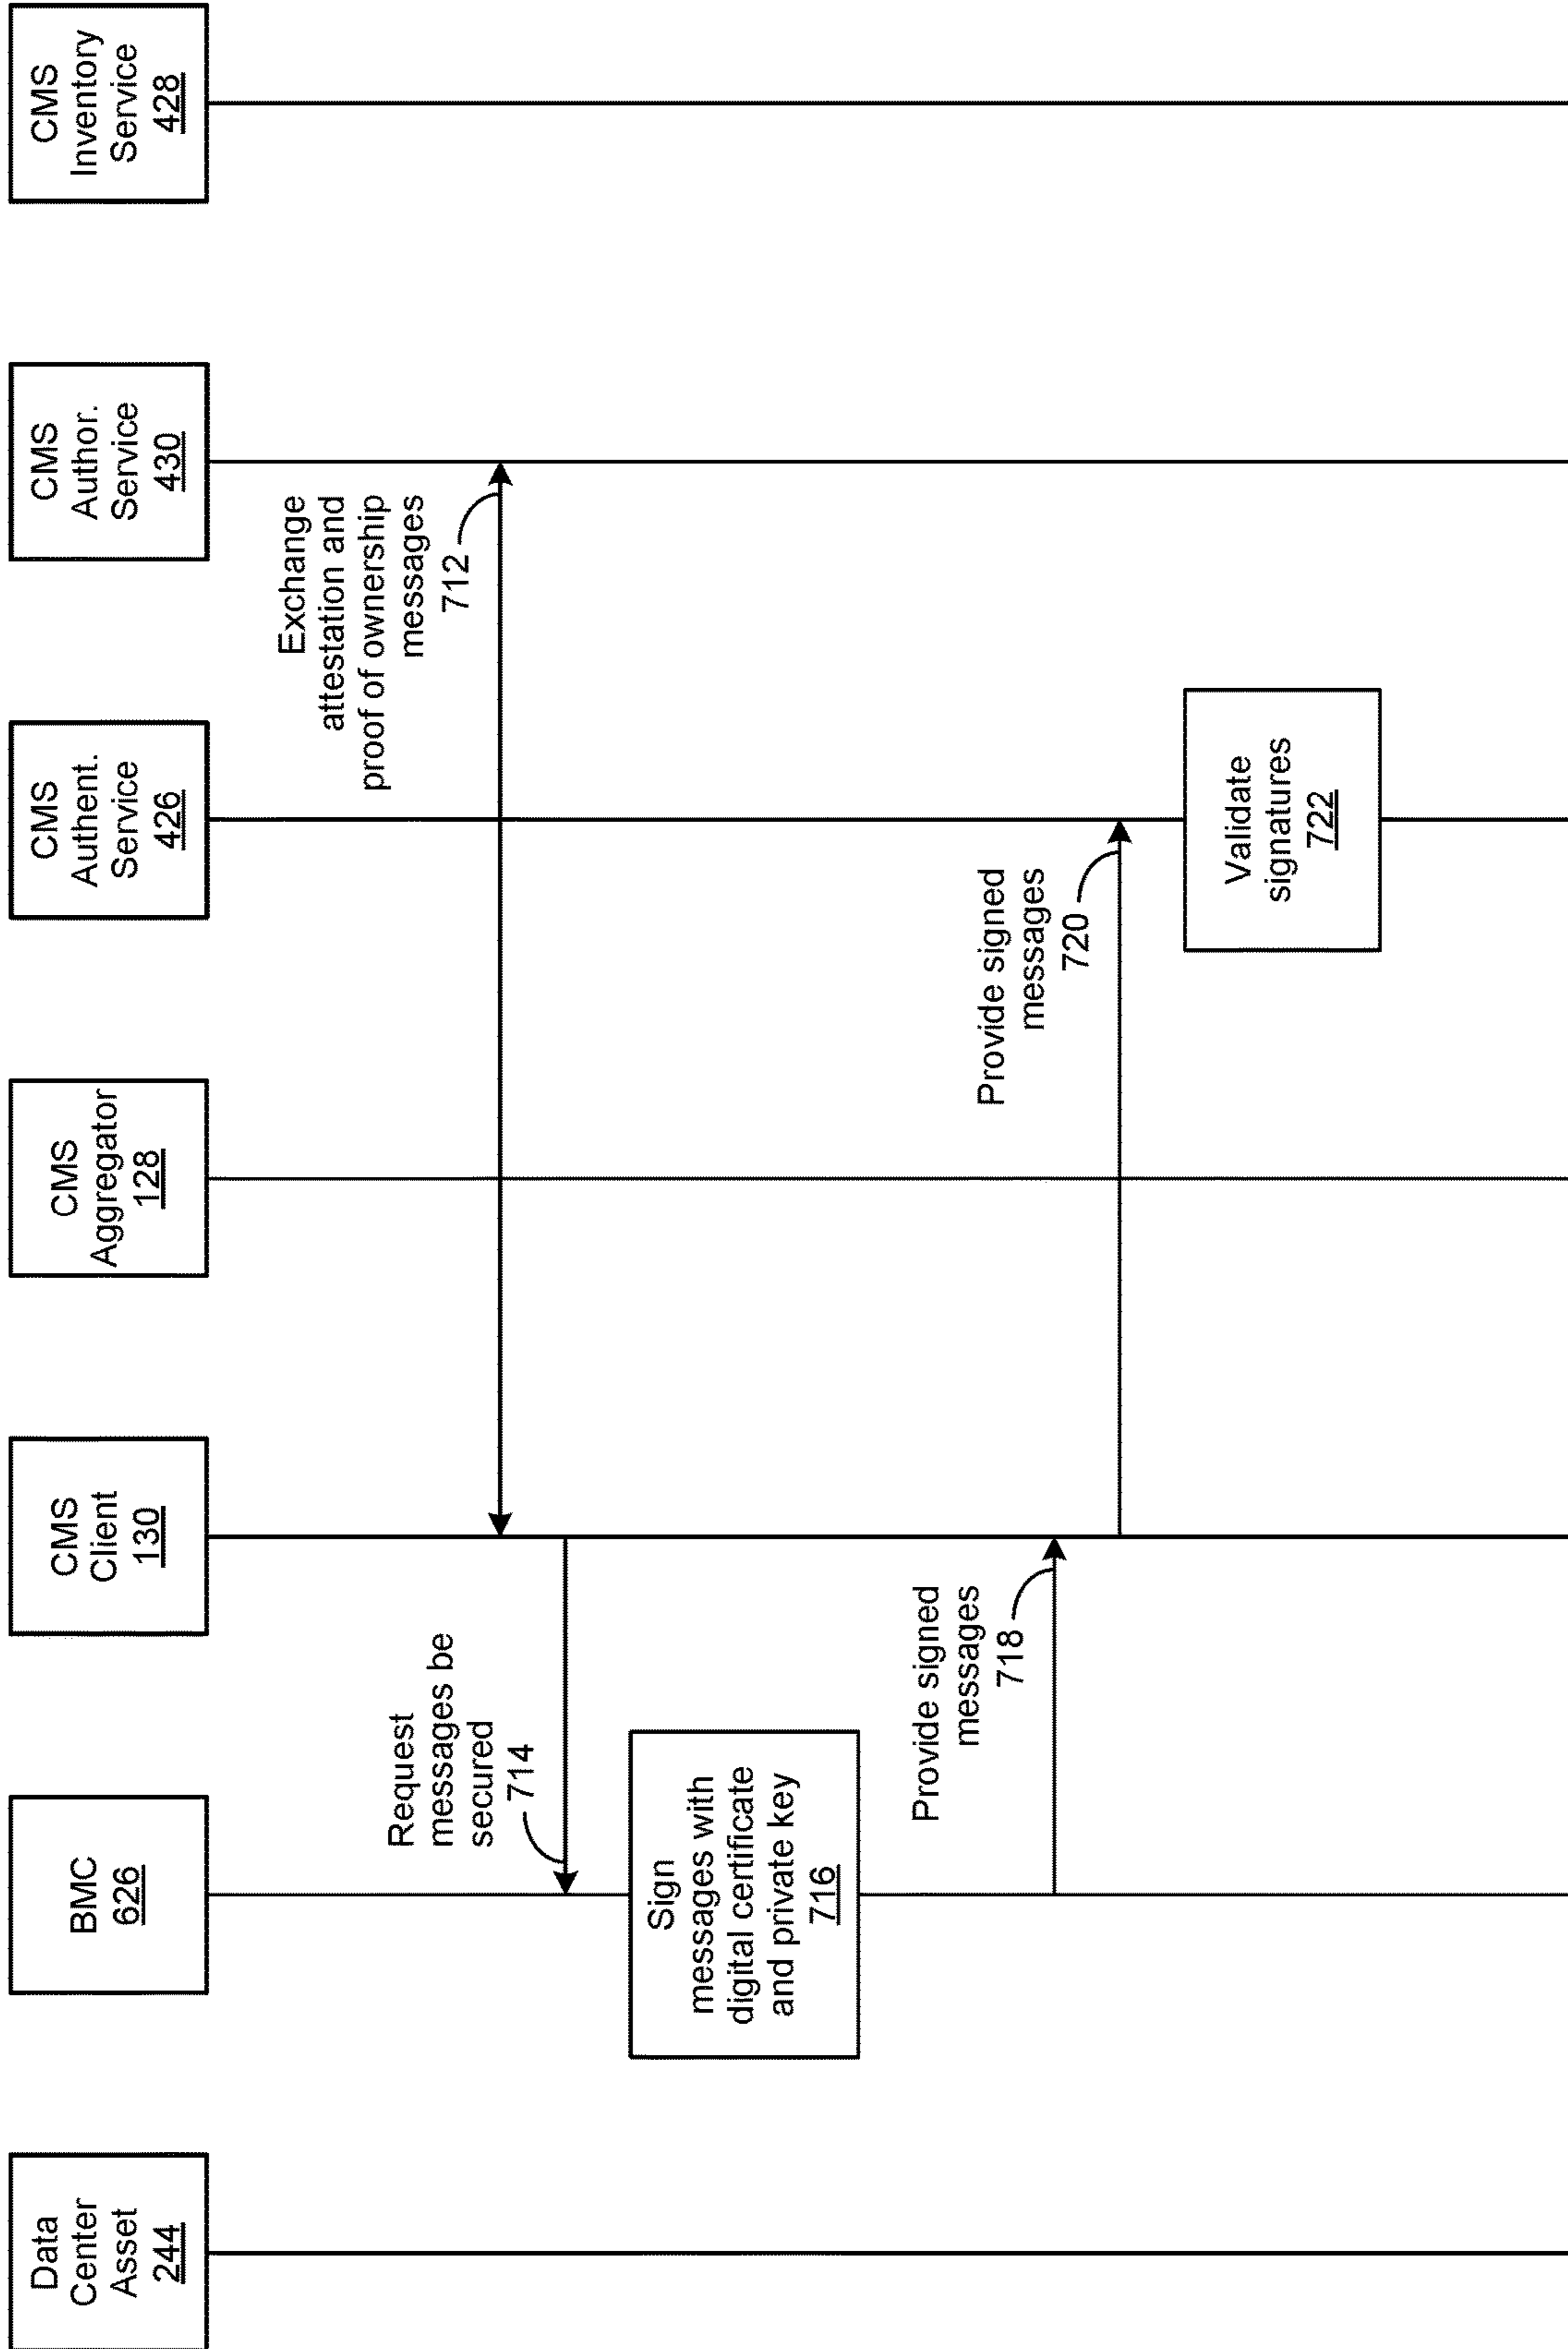 Data
Center
Asset
244
BMC
626
CMS
Client
130
CMS
Aggregator
128
CMS
Authent.
Service
426
CMS
Author.
Service
430
CMS
Inventory
Service
428
Exchange
attestation and
proof of ownership
messages
712
Request
messages be
secured
714
Sign
messages with
digital certificate
and private key
716
Provide signed
messages
718
Provide signed
messages
720
Validate
signatures
722